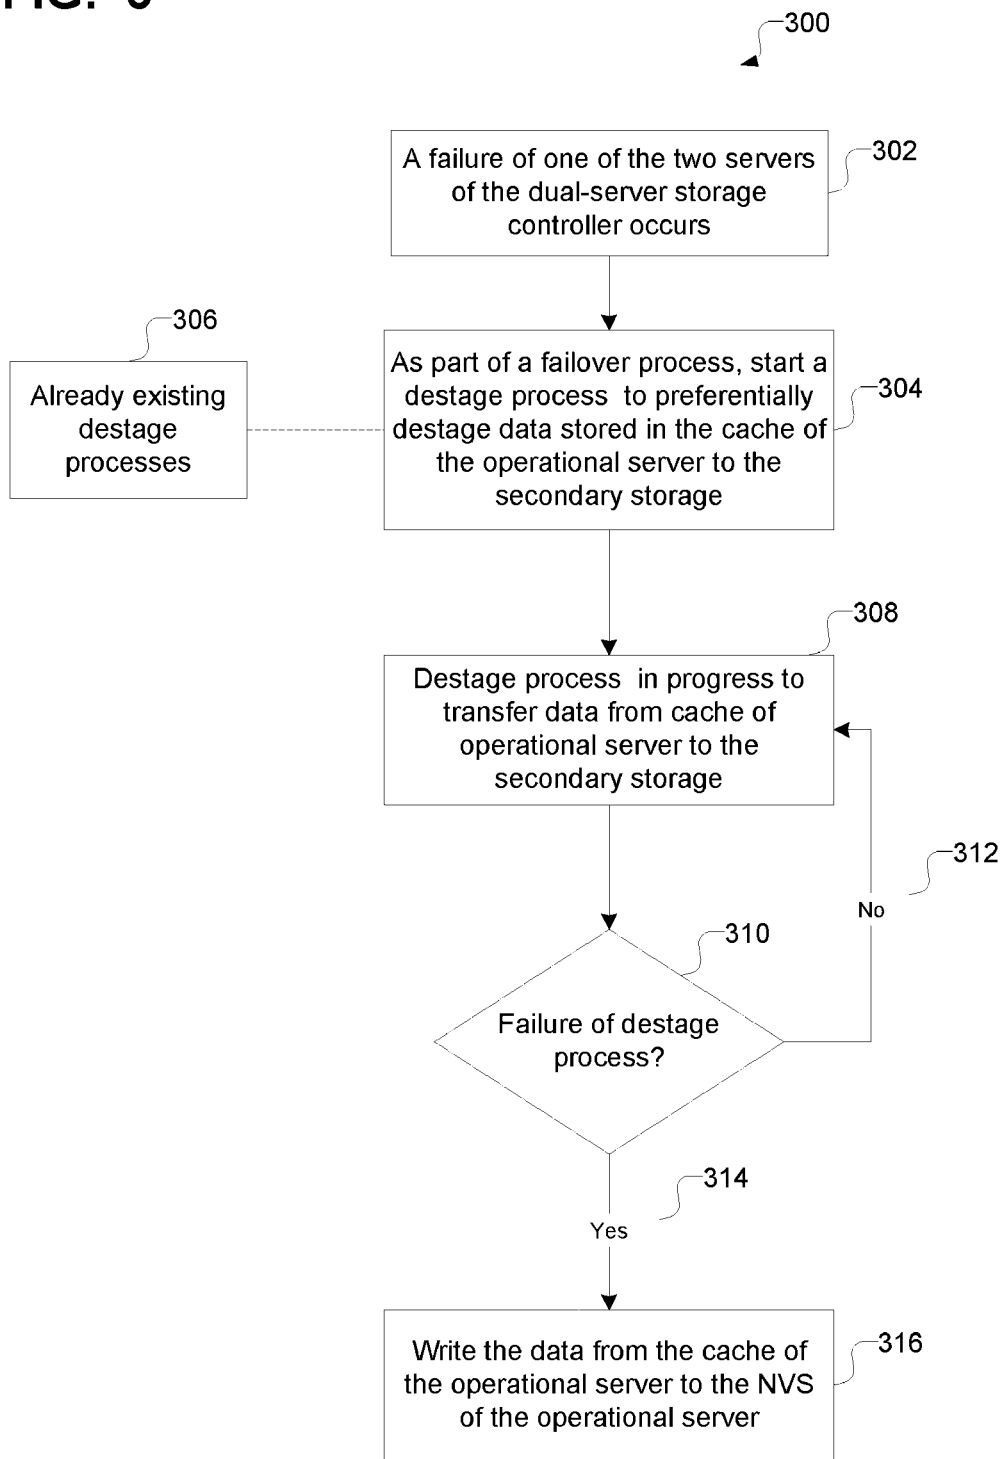 300
A failure of one of the two servers
of the dual-server storage
controller occurs
302
306
Already existing
destage
processes
As part of a failover process, start a
destage process to preferentially
destage data stored in the cache of
the operational server to the
secondary storage
304
308
Destage process in progress to
transfer data from cache of
operational server to the
secondary storage
312
No
310
Failure of destage
process?
314
Yes
Write the data from the cache of
the operational server to the NVS
of the operational server
316